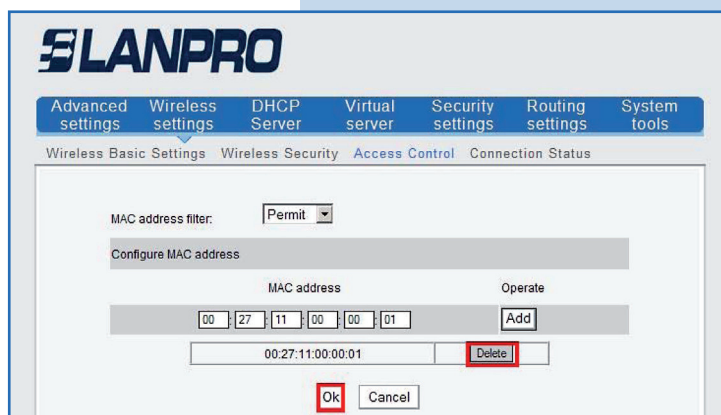 LANPRO
Advanced settings Wireless settings DHCP Server Virtual server Security settings Routing settings System tools
Wireless Basic Settings Wireless Security Access Control Connection Status
MAC address filter: Permit
Configure MAC address
MAC address Operate
00 : 27 : 11 : 00 : 00 : 01 Add
00:27:11:00:00:01 Delete
Ok Cancel